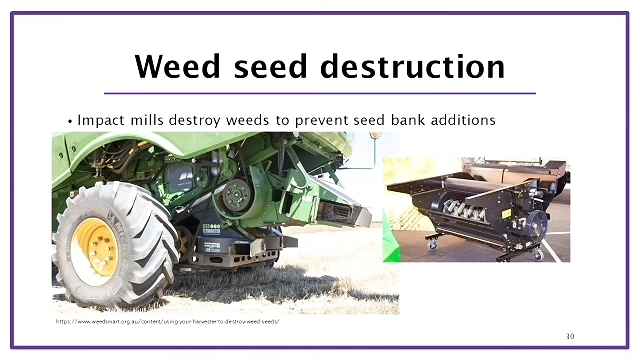 Weed seed destruction
• Impact mills destroy weeds to prevent seed bank additions
https://www.weedsmart.org.au/content/using-your-harvester-to-destroy-weed-seeds/
30